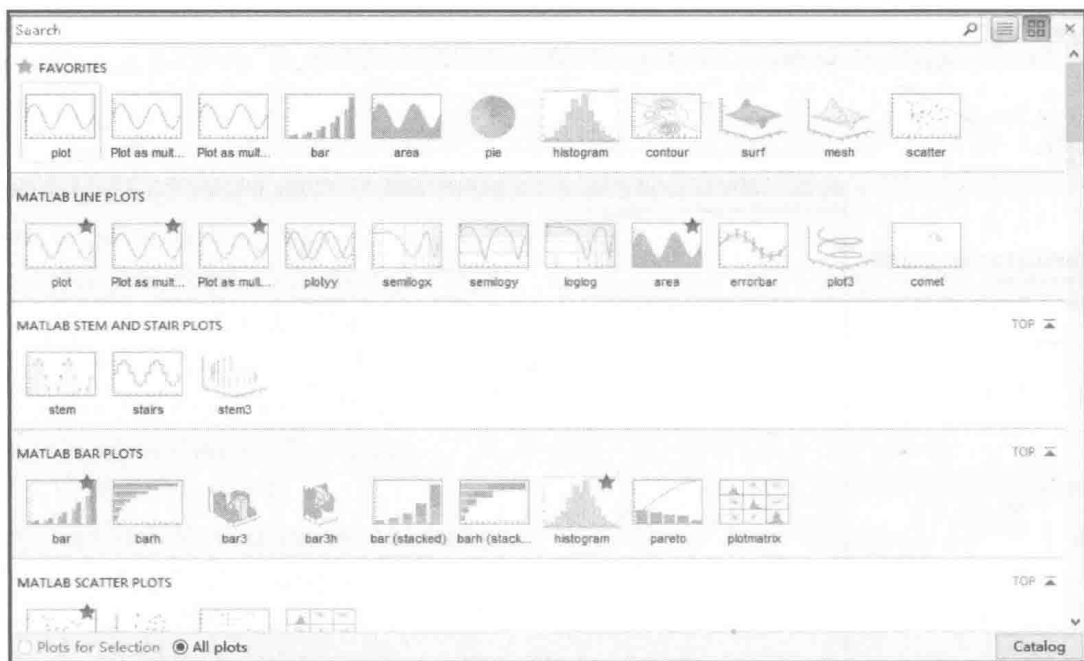 Search
FAVORITES
plot Plot as mult... Plot as mult... bar area pie histogram contour surf mesh scatter
MATLAB LINE PLOTS
plot Plot as mult... Plot as mult... plotyy semilogx semilogy loglog area errorbar plot3 comet
MATLAB STEM AND STAIR PLOTS TOP
stem stairs stem3
MATLAB BAR PLOTS TOP
bar barh bar3 bar3h bar (stacked) barh (stack... histogram pareto plotmatrix
MATLAB SCATTER PLOTS TOP
Plots for Selection All plots Catalog